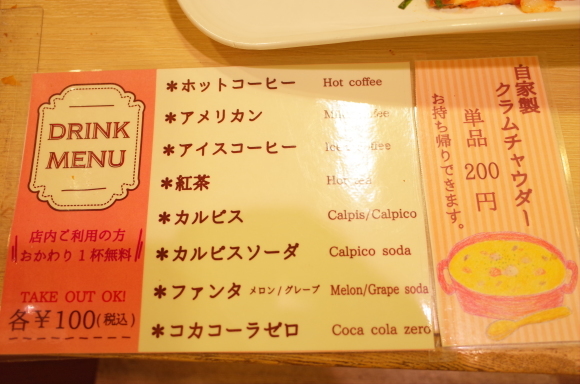 DRINK
MENU
店内ご利用の方
おかわり1杯無料
TAKE OUT OK!
各¥100(税込)
*ホットコーヒー Hot coffee
*アメリカン
*アイスコーヒー
*紅茶 Hot tea
*カルピス Calpis/Calpico
*カルピスソーダ Calpico soda
*ファンタ メロン/グレープ Melon/Grape soda
*コカコーラゼロ Coca cola zero
自家製
クラムチャウダー
単品200円
お持ち帰りできます。